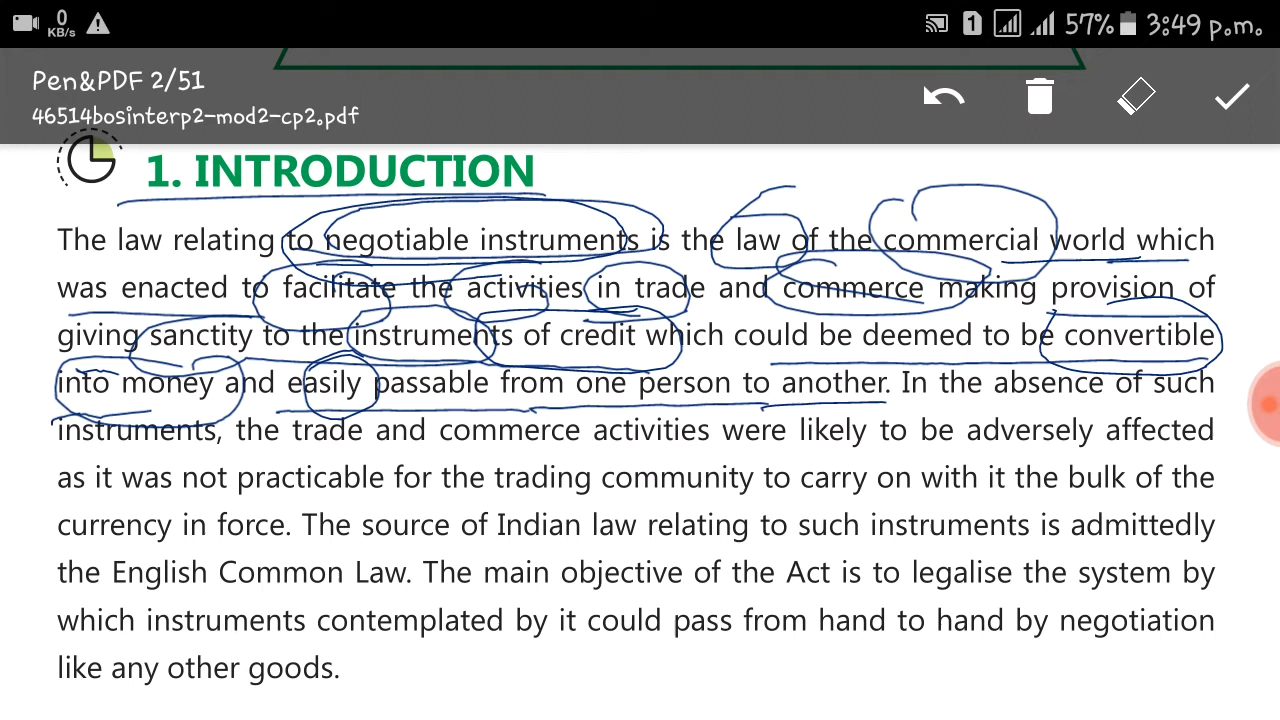 0
KB/s
1
57%
3:49 p.m.
Pen&PDF 2/51
46514bosinterp2-mod2-cp2.pdf
1. INTRODUCTION
The law relating to negotiable instruments is the law of the commercial world which
was enacted to facilitate the activities in trade and commerce making provision of
giving sanctity to the instruments of credit which could be deemed to be convertible
into money and easily passable from one person to another. In the absence of such
instruments, the trade and commerce activities were likely to be adversely affected
as it was not practicable for the trading community to carry on with it the bulk of the
currency in force. The source of Indian law relating to such instruments is admittedly
the English Common Law. The main objective of the Act is to legalise the system by
which instruments contemplated by it could pass from hand to hand by negotiation
like any other goods.